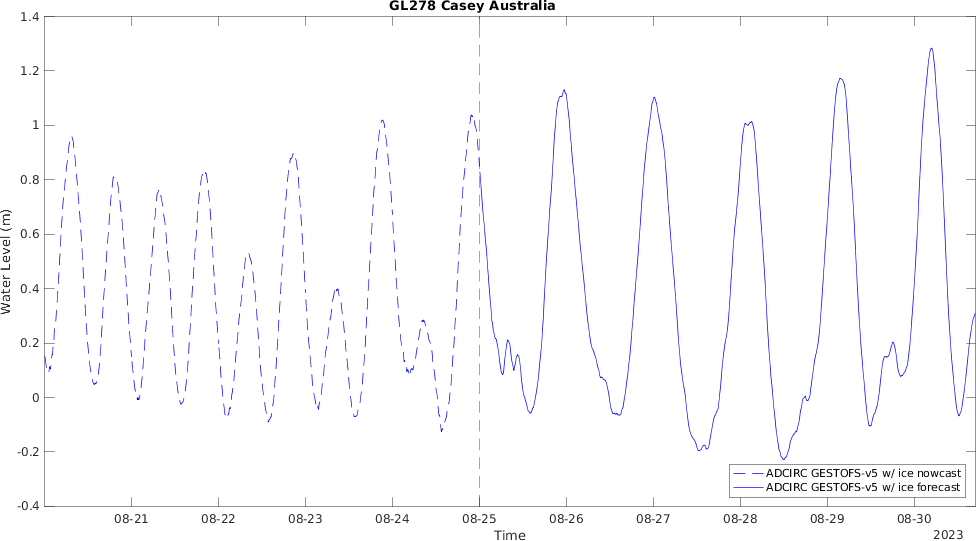 GL278 Casey Australia
1.4
1.2
1
0.8
0.6
0.4
0.2
0
-0.2
-0.4
Water Level (m)
ADCIRC GESTOFS-v5 w/ ice nowcast
ADCIRC GESTOFS-v5 w/ ice forecast
08-21 08-22 08-23 08-24 08-25 08-26 08-27 08-28 08-29 08-30
Time
2023